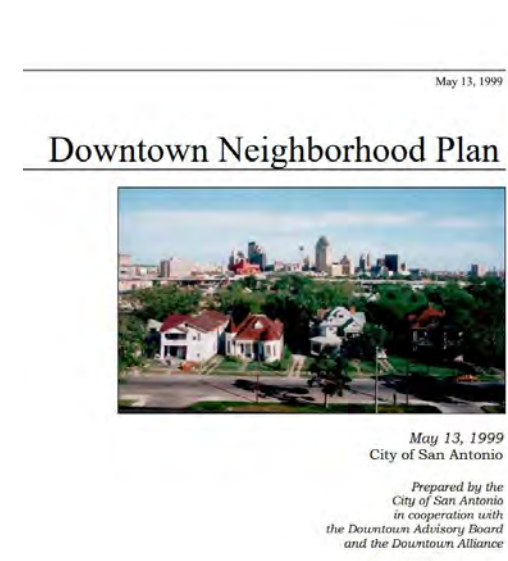 May 13, 1999
Downtown Neighborhood Plan
May 13, 1999
City of San Antonio
Prepared by the
City of San Antonio
in cooperation with
the Downtown Advisory Board
and the Downtown Alliance